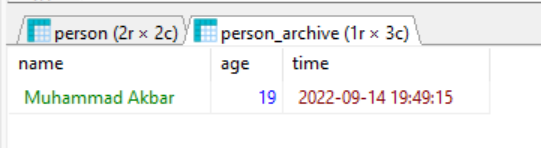 person (2r × 2c) person_archive (1r × 3c)
name age time
Muhammad Akbar 19 2022-09-14 19:49:15